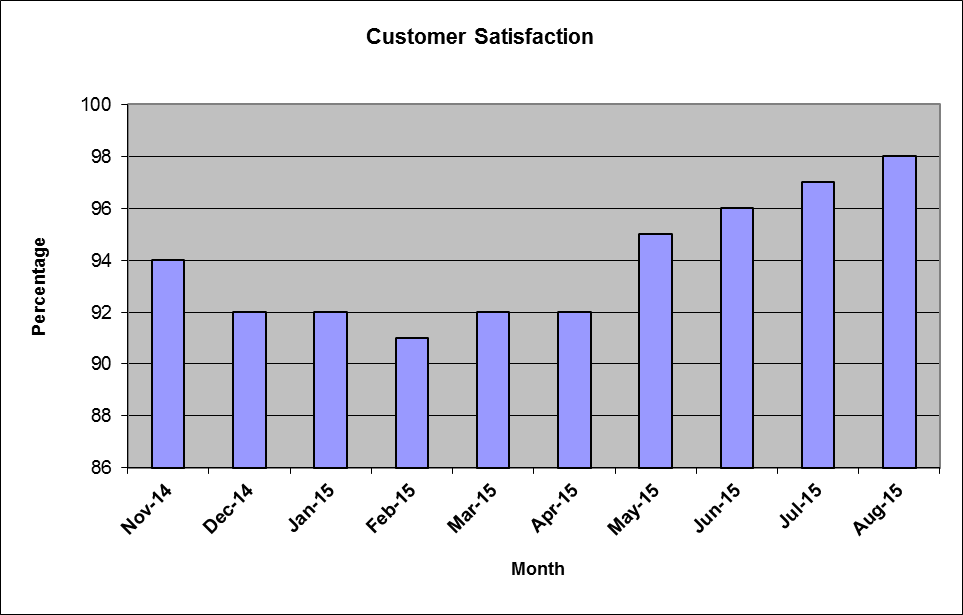 Customer Satisfaction
100
98
96
94
92
90
88
86
Percentage
Nov-14
Dec-14
Jan-15
Feb-15
Mar-15
Apr-15
May-15
Jun-15
Jul-15
Aug-15
Month